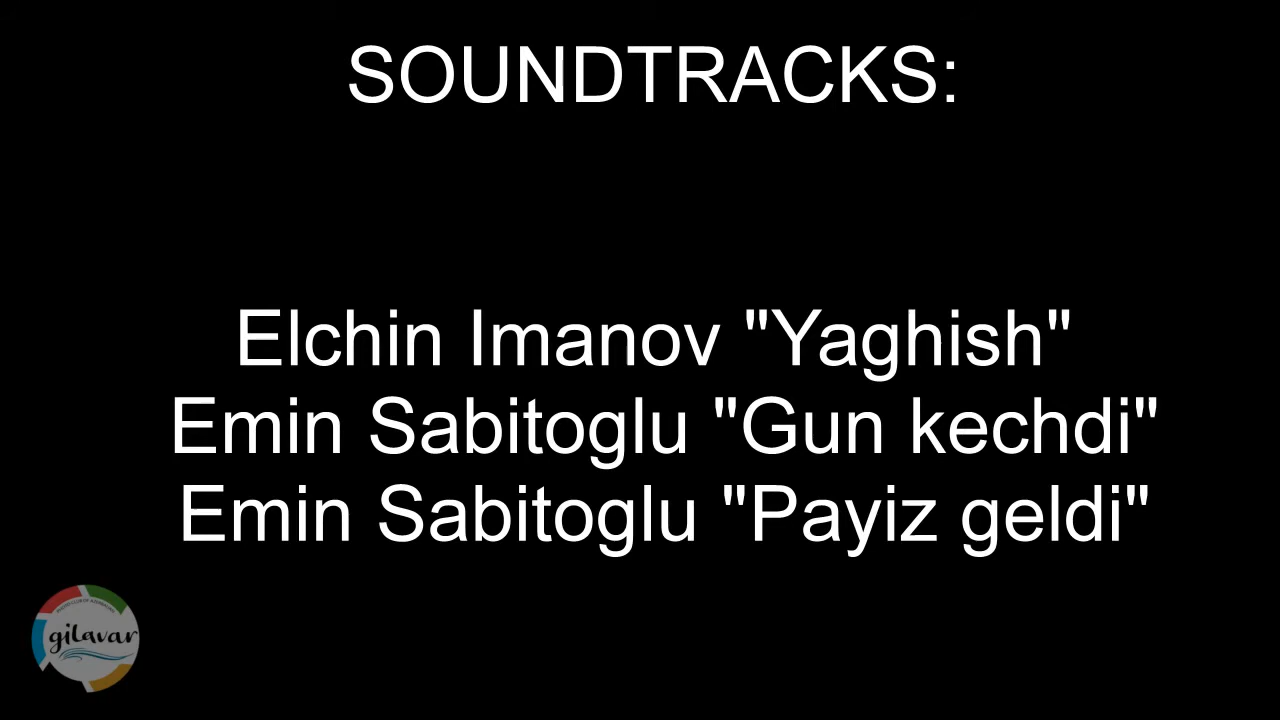 SOUNDTRACKS:
Elchin Imanov "Yaghish"
Emin Sabitoglu "Gun kechdi"
Emin Sabitoglu "Payiz geldi"
gilavar